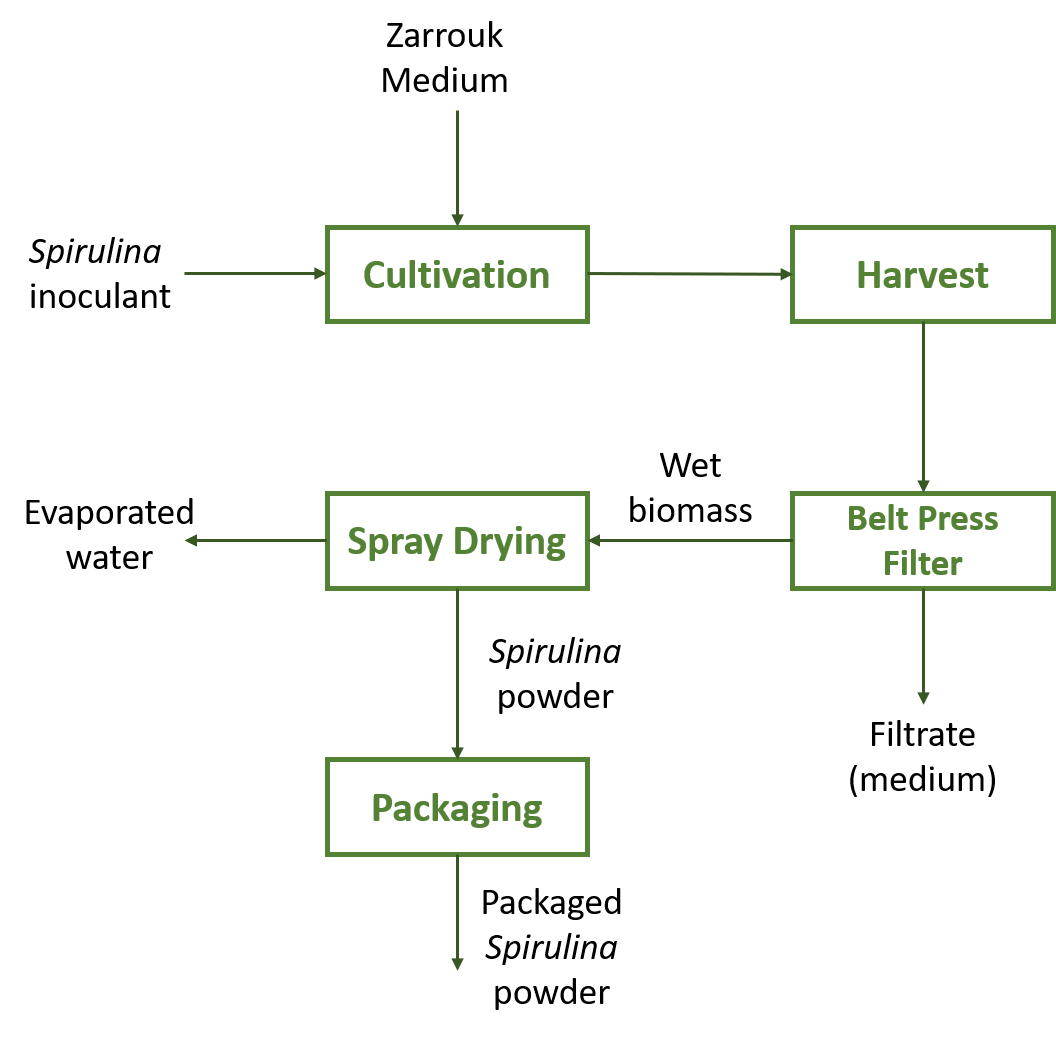 Zarrouk
Medium
Spirulina
inoculant
Cultivation
Harvest
Evaporated
water
Spray Drying
Wet
biomass
Belt Press
Filter
Spirulina
powder
Filtrate
(medium)
Packaging
Packaged
Spirulina
powder